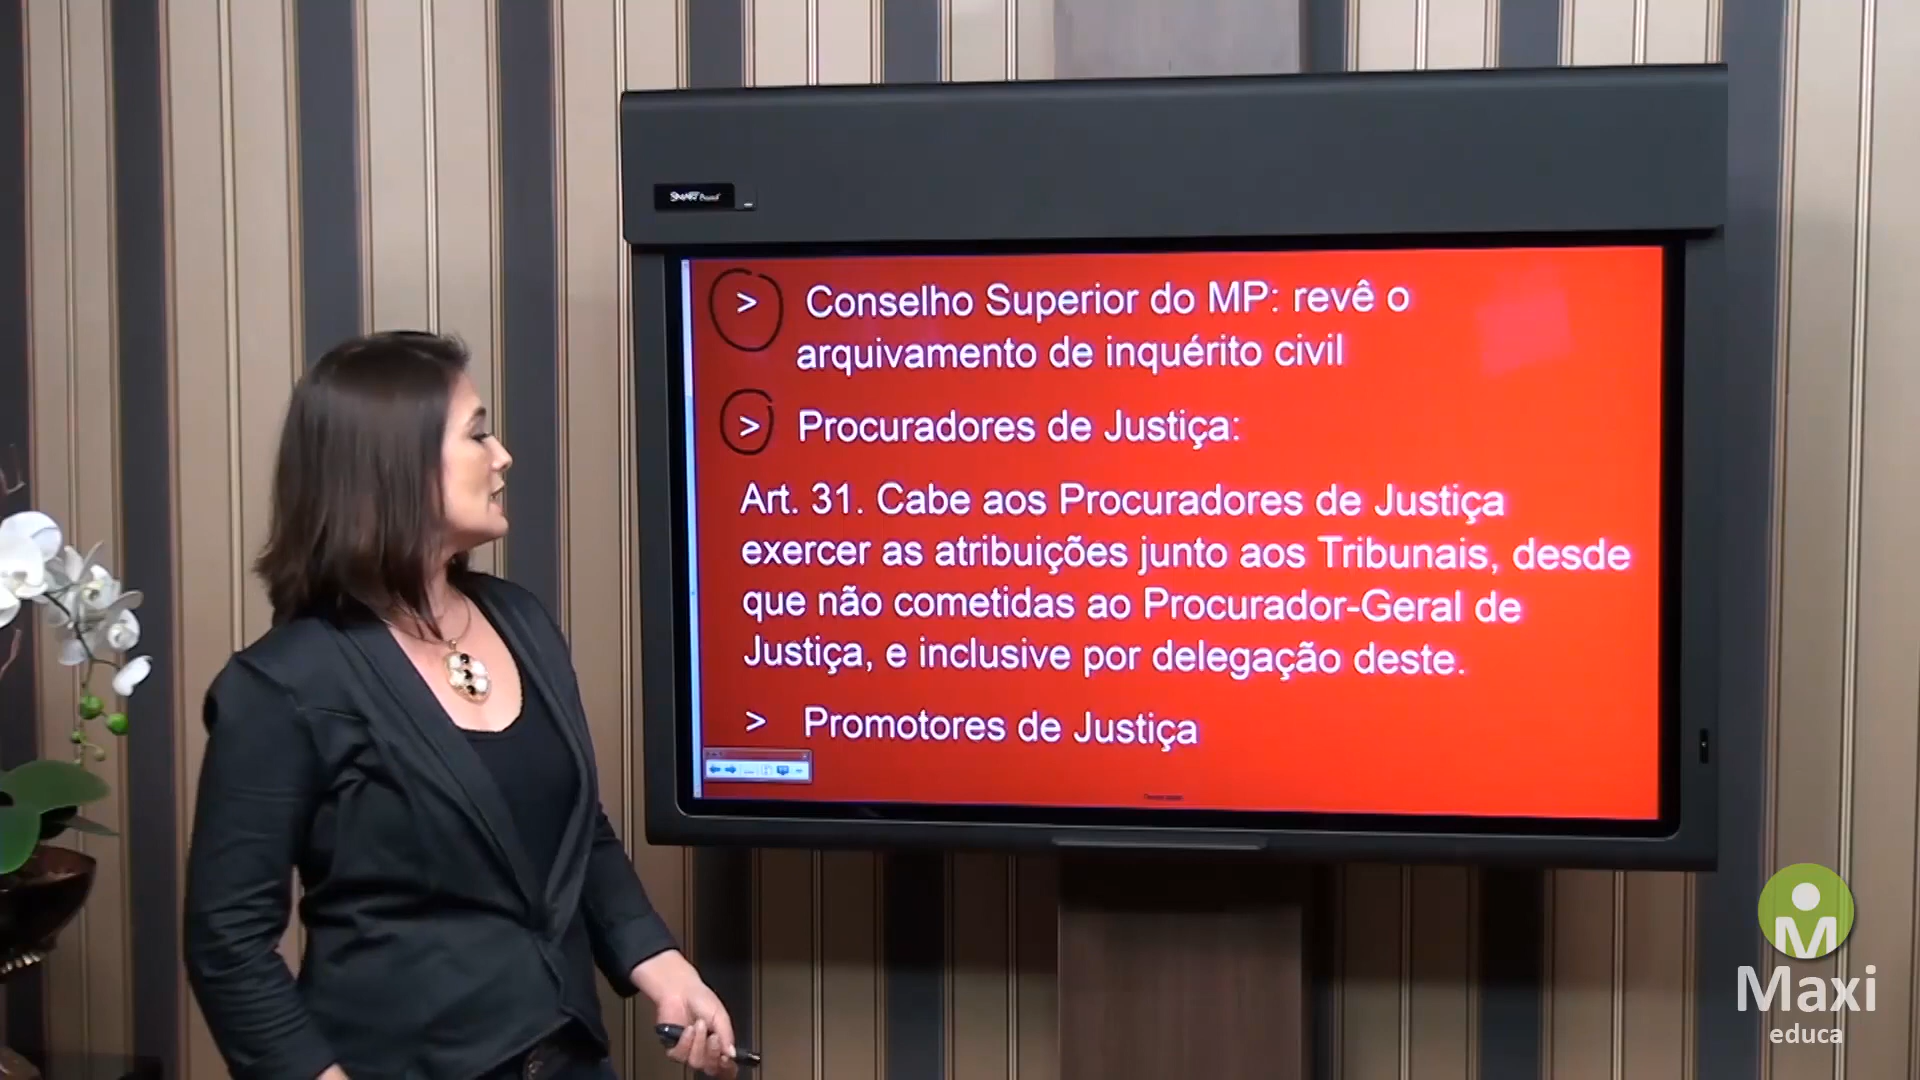 SMART Board
> Conselho Superior do MP: revê o
arquivamento de inquérito civil
> Procuradores de Justiça:
Art. 31. Cabe aos Procuradores de Justiça
exercer as atribuições junto aos Tribunais, desde
que não cometidas ao Procurador-Geral de
Justiça, e inclusive por delegação deste.
> Promotores de Justiça
M
Maxi
educa